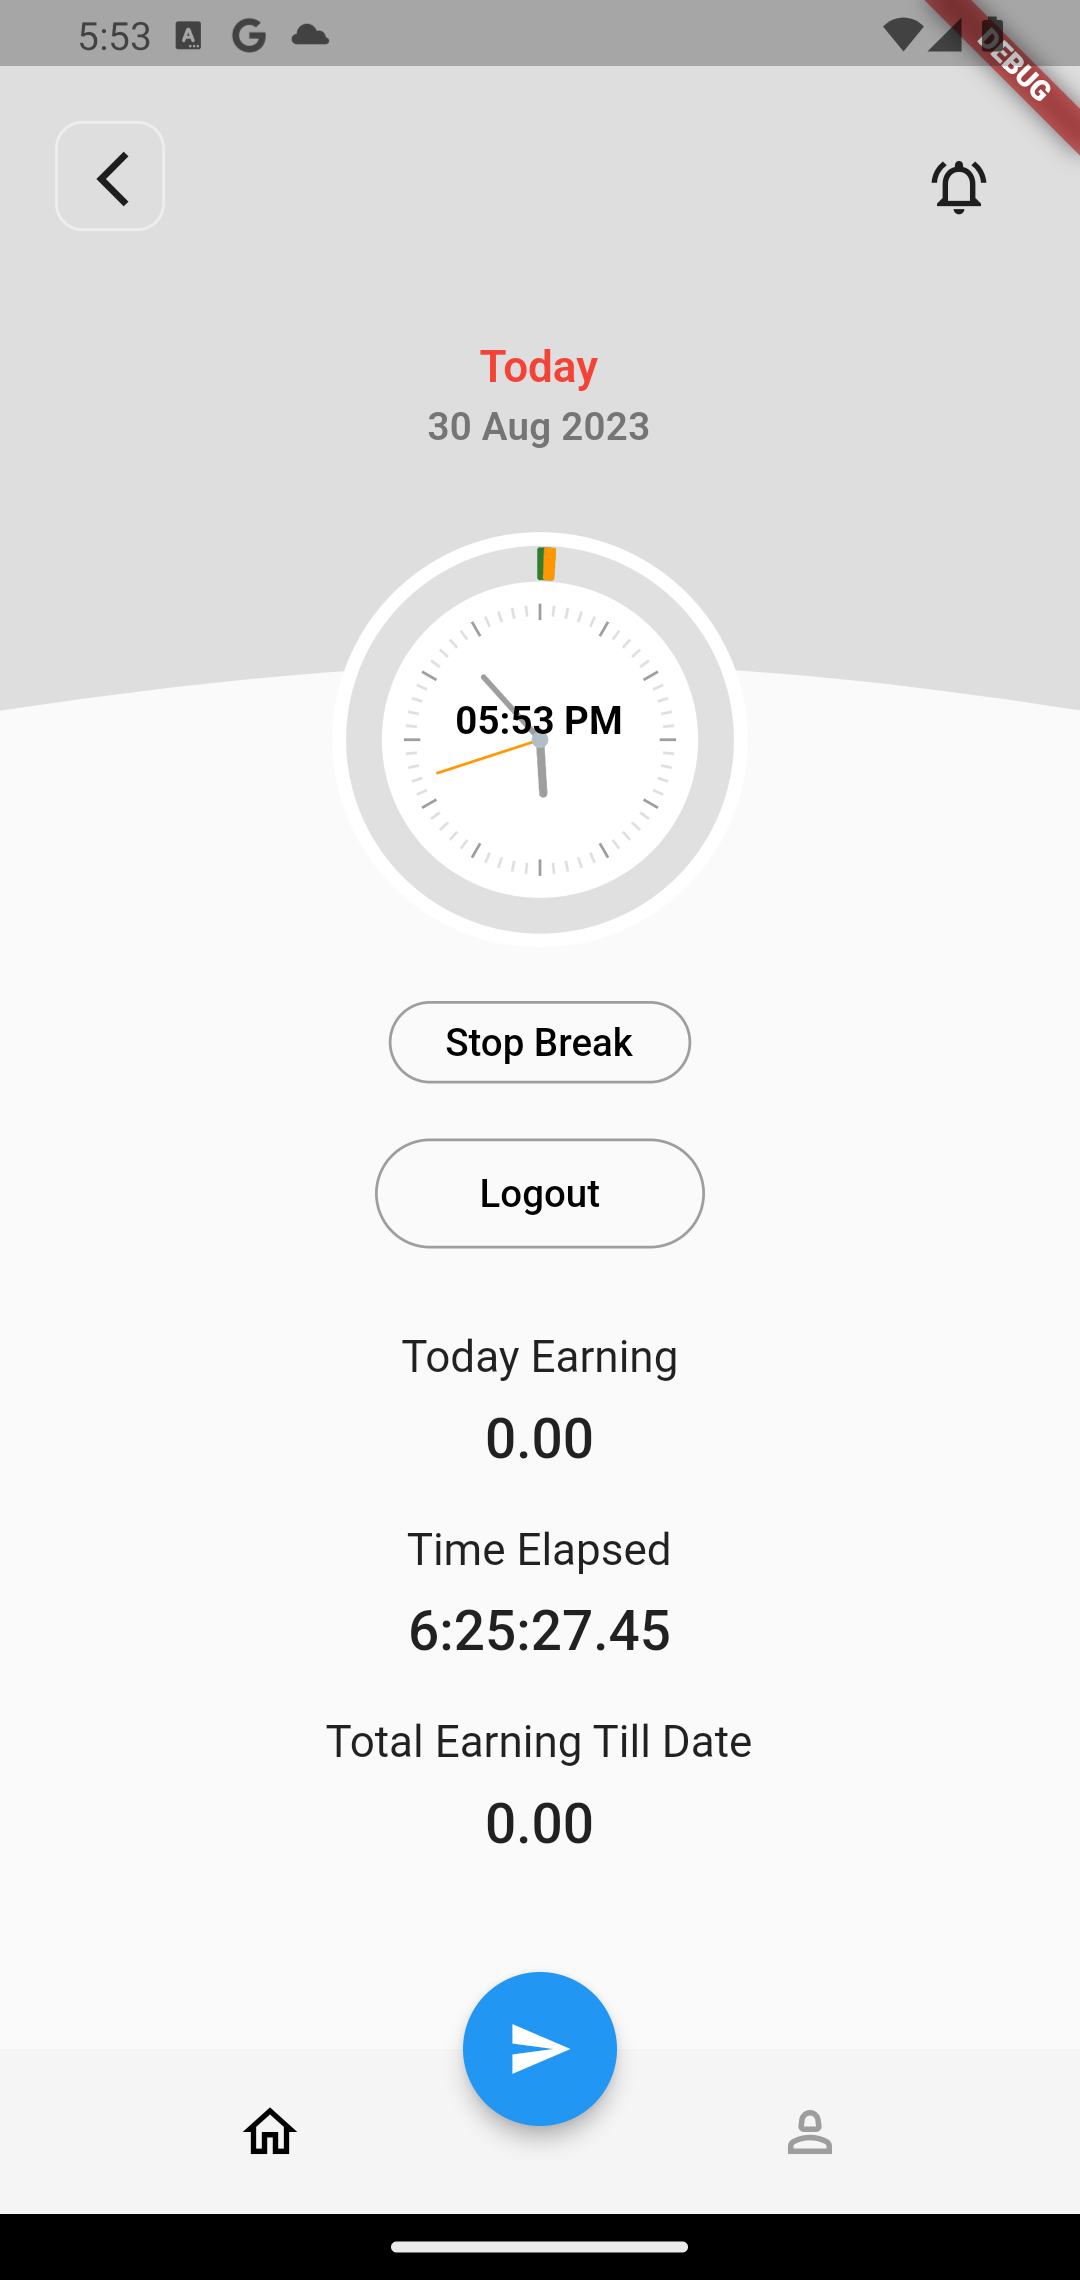 5:53
DEBUG
Today
30 Aug 2023
05:53 PM
Stop Break
Logout
Today Earning
0.00
Time Elapsed
6:25:27.45
Total Earning Till Date
0.00